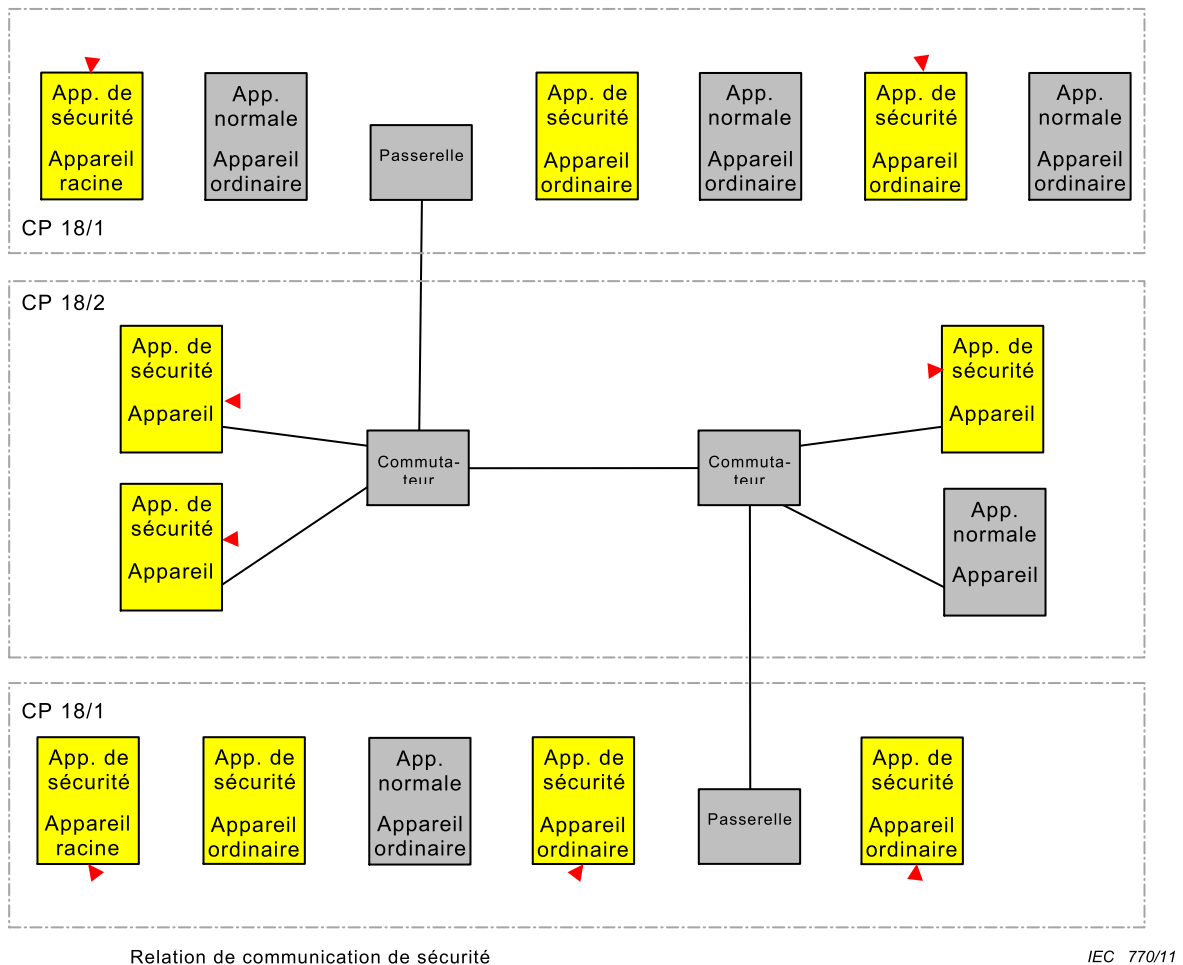 App. de
sécurité
Appareil
racine
App.
normale
Appareil
ordinaire
Passerelle
App. de
sécurité
Appareil
ordinaire
App.
normale
Appareil
ordinaire
App. de
sécurité
Appareil
ordinaire
App.
normale
Appareil
ordinaire
CP 18/1
CP 18/2
App. de
sécurité
Appareil
App. de
sécurité
Appareil
Commuta-
teur
Commuta-
teur
App. de
sécurité
Appareil
App.
normale
Appareil
CP 18/1
App. de
sécurité
Appareil
racine
App. de
sécurité
Appareil
ordinaire
App.
normale
Appareil
ordinaire
App. de
sécurité
Appareil
ordinaire
Passerelle
App. de
sécurité
Appareil
ordinaire
Relation de communication de sécurité
IEC 770/11